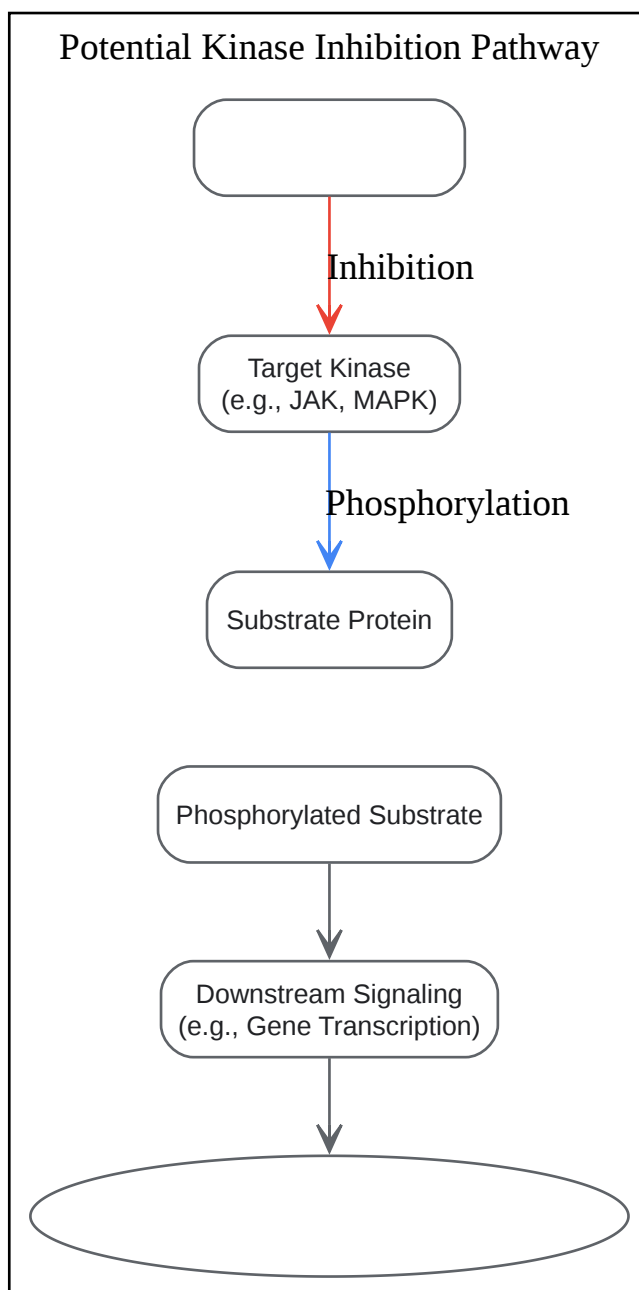 Potential Kinase Inhibition Pathway
Inhibition
Target Kinase
(e.g., JAK, MAPK)
Phosphorylation
Substrate Protein
Phosphorylated Substrate
Downstream Signaling
(e.g., Gene Transcription)